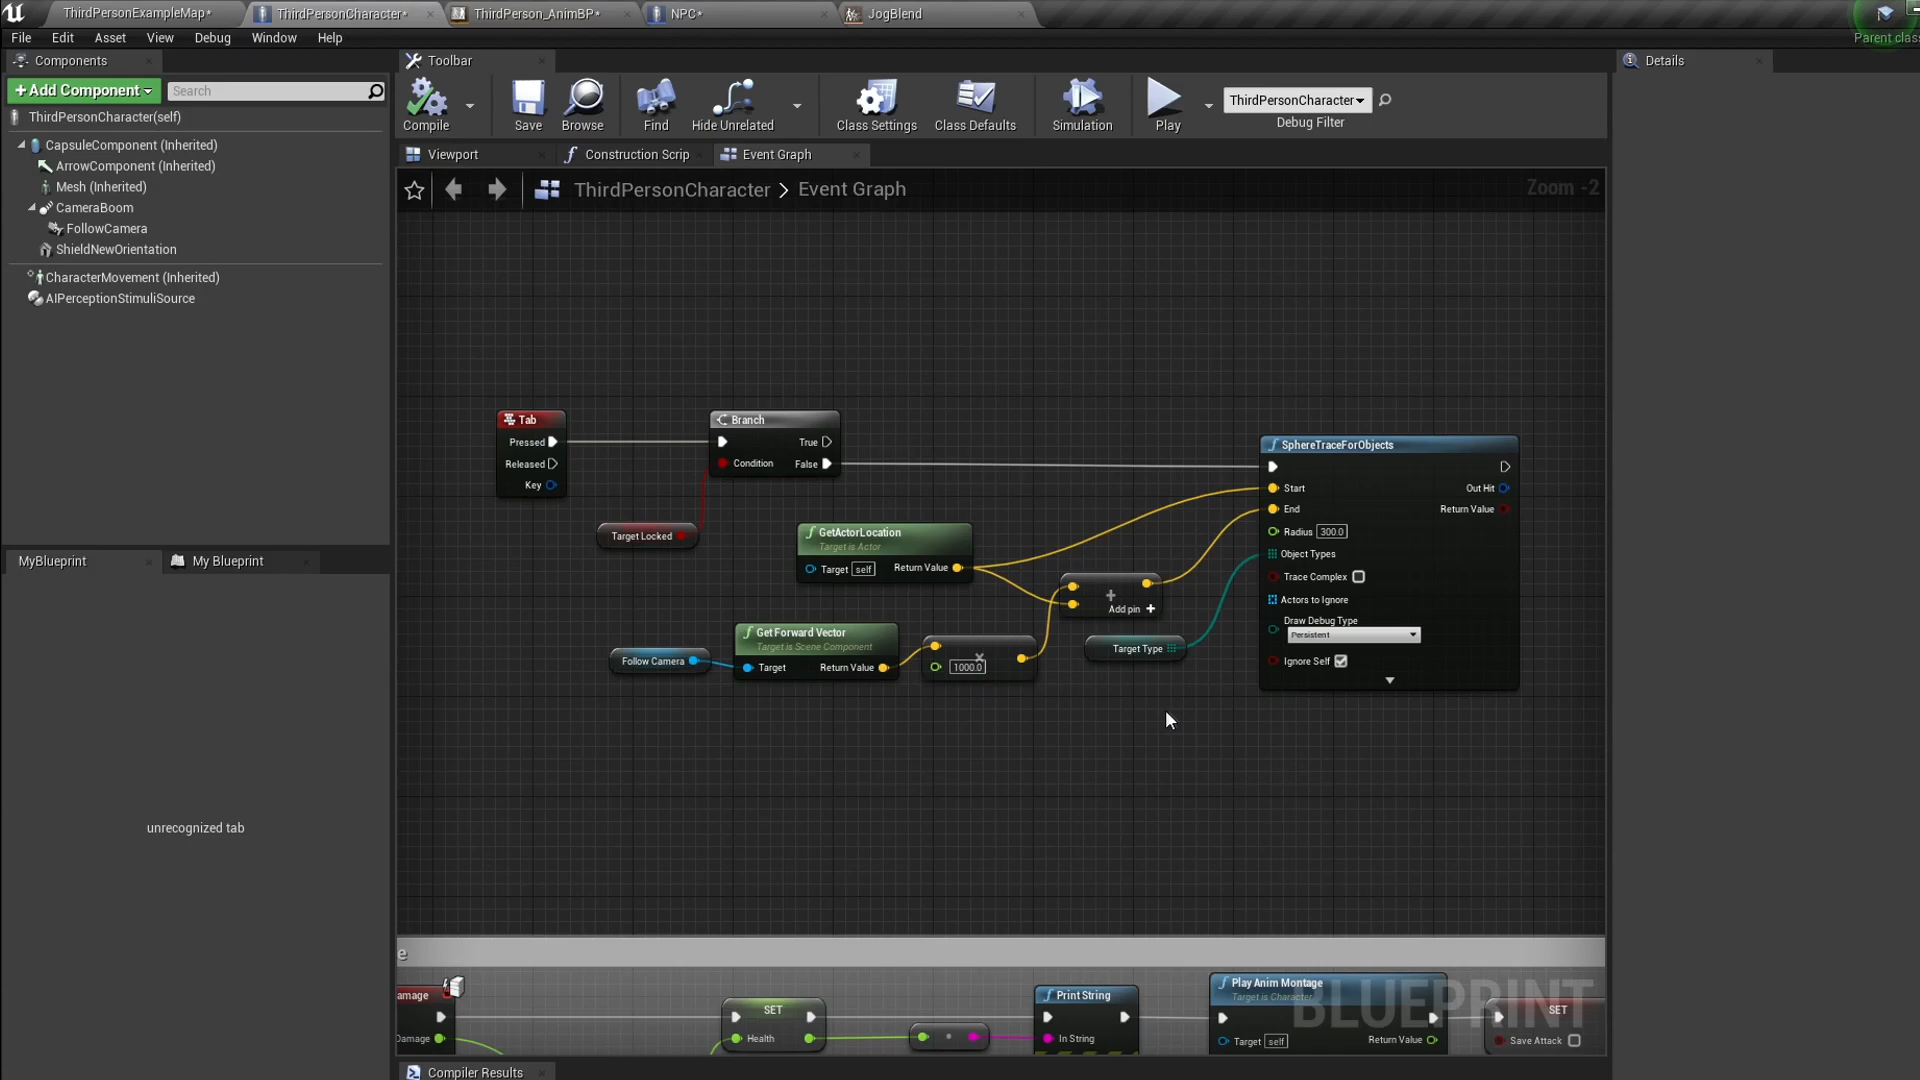 ThirdPersonExampleMap*
ThirdPersonCharacter*
ThirdPerson_AnimBP*
NPC*
JogBlend
File Edit Asset View Debug Window Help
Parent clas
Components
+Add Component
Search
ThirdPersonCharacter(self)
CapsuleComponent (Inherited)
ArrowComponent (Inherited)
Mesh (Inherited)
CameraBoom
FollowCamera
ShieldNewOrientation
CharacterMovement (Inherited)
AIPerceptionStimuliSource
MyBlueprint
My Blueprint
unrecognized tab
Toolbar
Compile
Save
Browse
Find
Hide Unrelated
Class Settings
Class Defaults
Simulation
Play
ThirdPersonCharacter
Debug Filter
Details
Viewport
Construction Scrip
Event Graph
ThirdPersonCharacter > Event Graph
Zoom -2
Tab
Pressed
Released
Key
Branch
True
Condition
False
Target Locked
GetActorLocation
Target is Actor
Target self
Return Value
Follow Camera
Get Forward Vector
Target is Scene Component
Target
Return Value
1000.0
Add pin +
Target Type
SphereTraceForObjects
Start
Out Hit
End
Return Value
Radius 300.0
Object Types
Trace Complex
Actors to Ignore
Draw Debug Type
Persistent
Ignore Self
e
amage
Damage
SET
Health
Print String
In String
Play Anim Montage
Target is Character
Target self
Return Value
BLUEPRINT
SET
Save Attack
Compiler Results